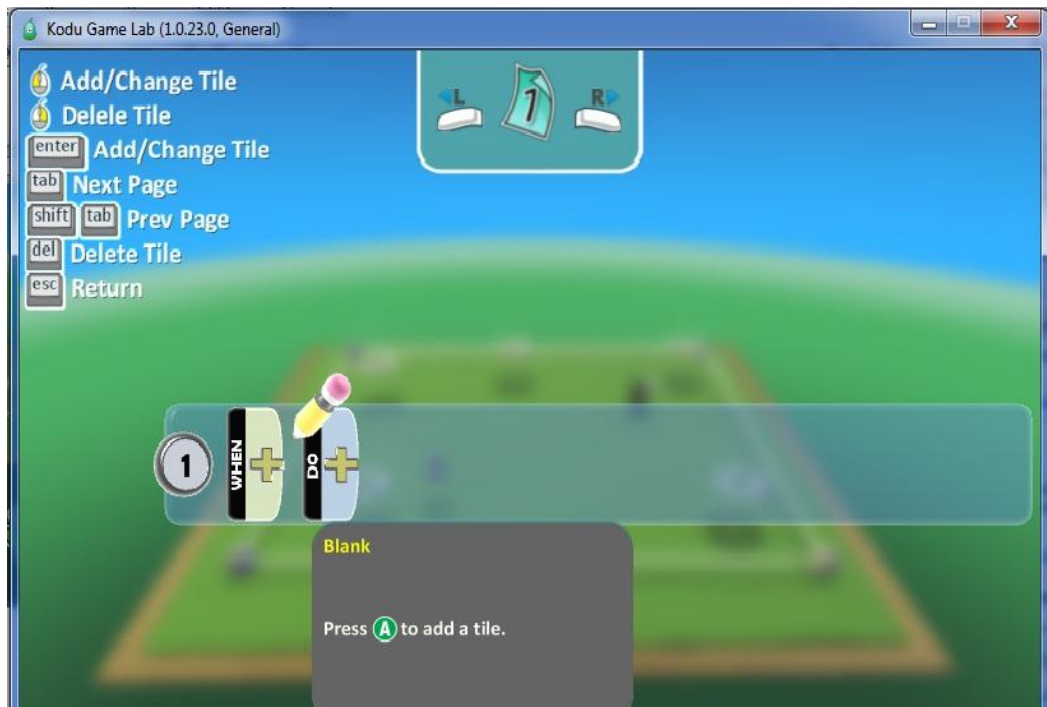 Kodu Game Lab (1.0.23.0, General)
L 1 R
Add/Change Tile
Delele Tile
enter Add/Change Tile
tab Next Page
shift tab Prev Page
del Delete Tile
esc Return
1 WHEN DO
Blank
Press A to add a tile.